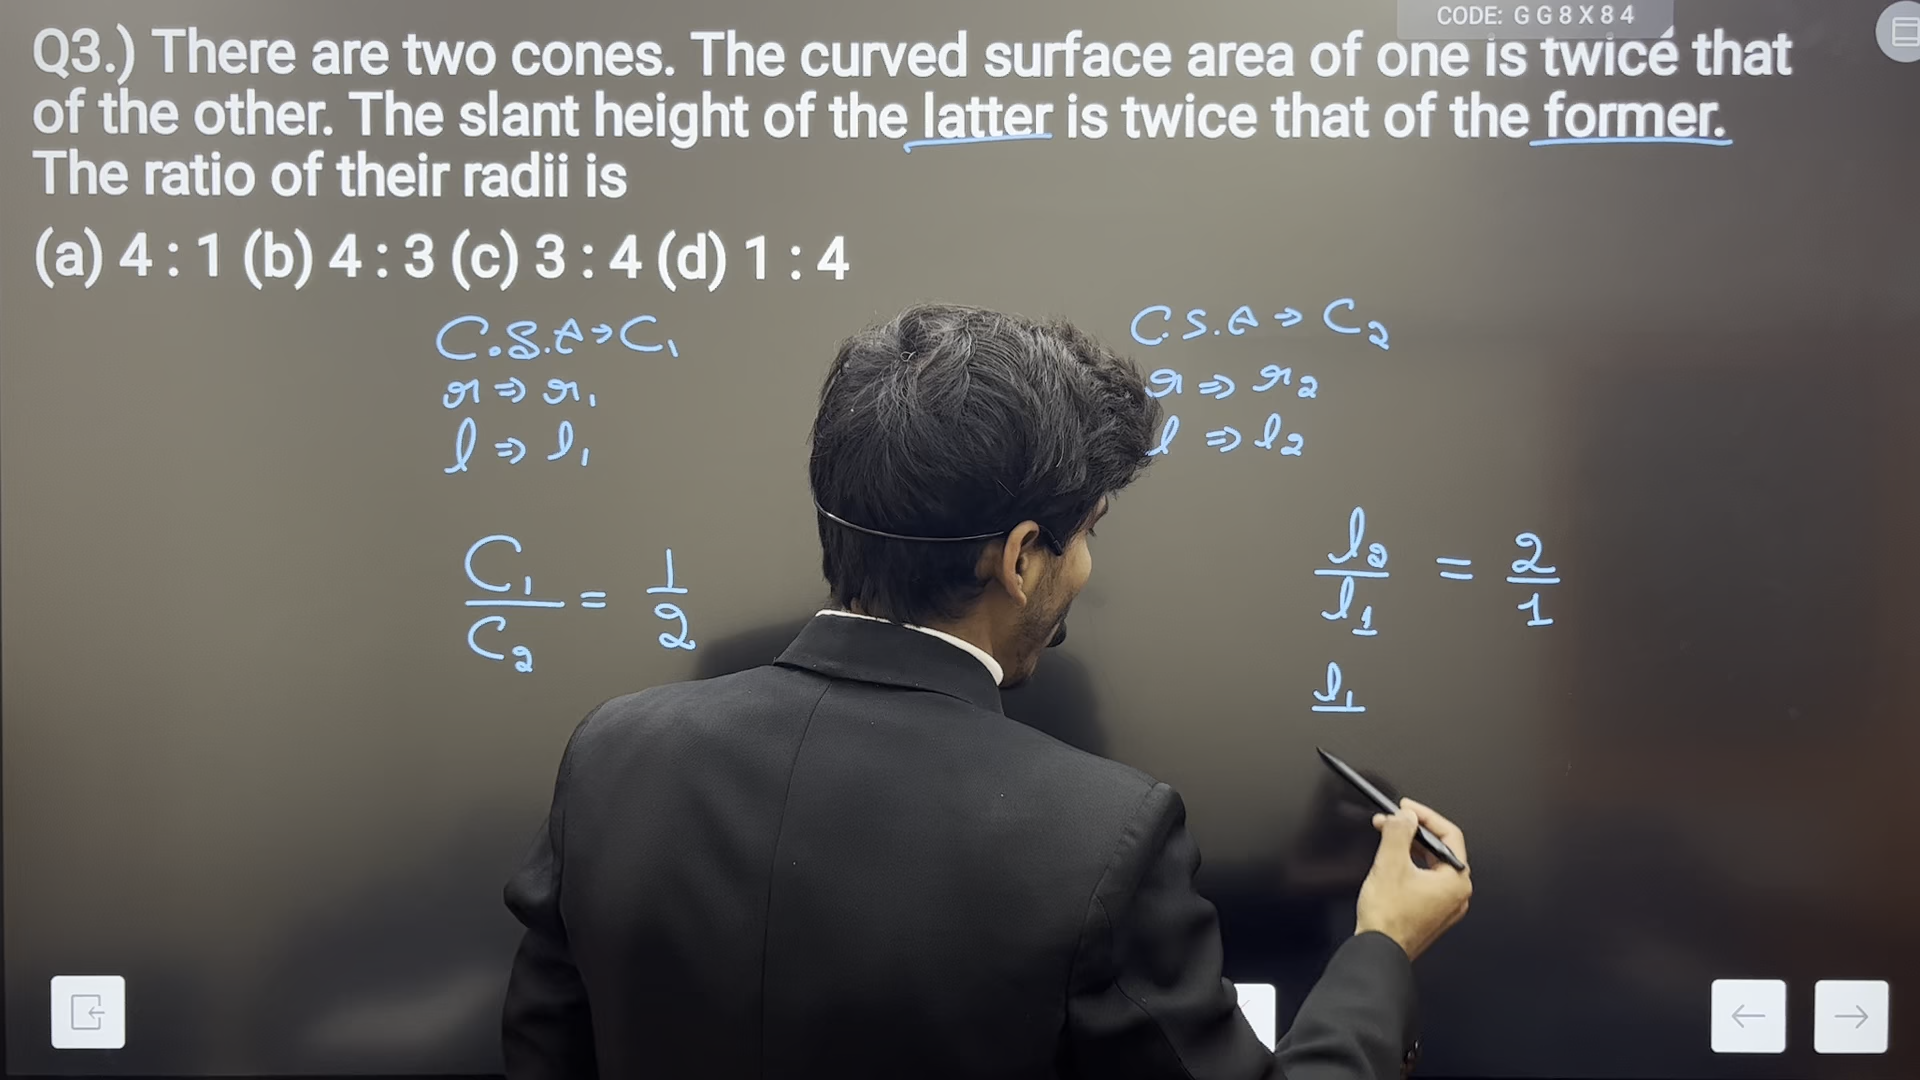 CODE: GG8X84
Q3.) There are two cones. The curved surface area of one is twice that
of the other. The slant height of the latter is twice that of the former.
The ratio of their radii is
(a) 4 : 1 (b) 4 : 3 (c) 3 : 4 (d) 1 : 4
C.S.A → C₁
r ⇒ r₁
l ⇒ l₁
C.S.A → C₂
r ⇒ r₂
l ⇒ l₂
C₁/C₂ = 1/2
l₂/l₁ = 2/1
l₁